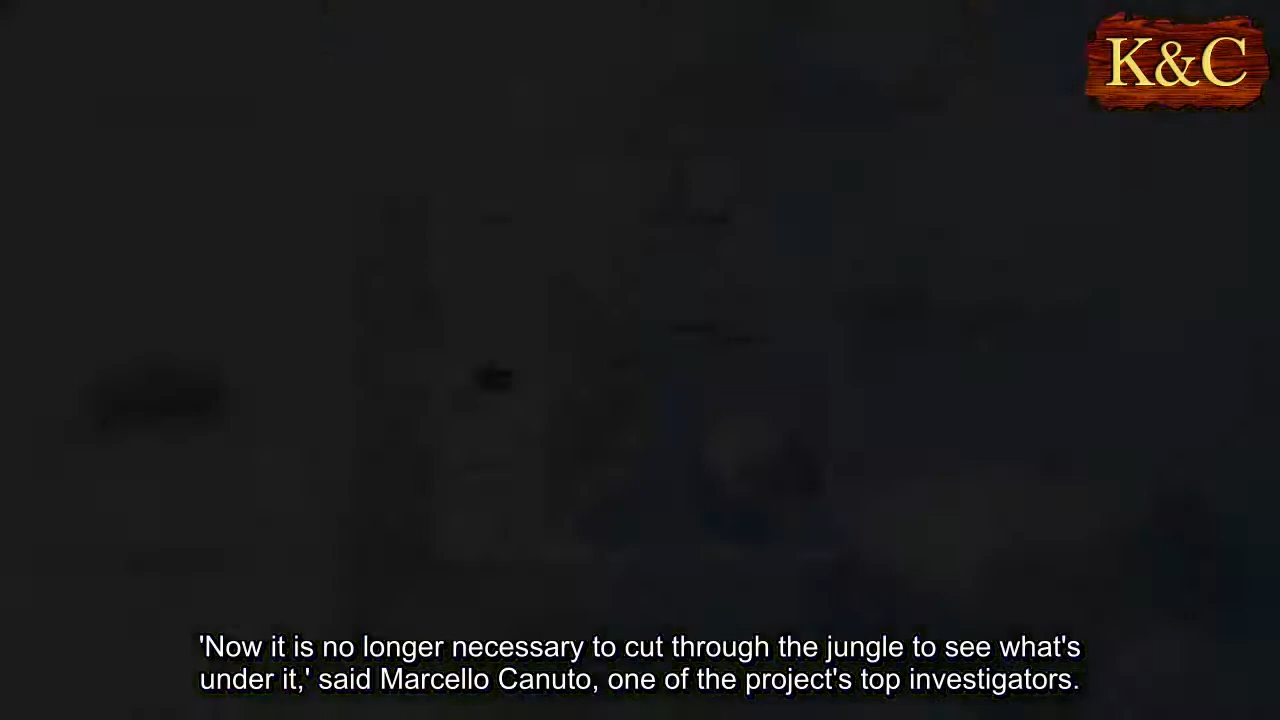 K&C
'Now it is no longer necessary to cut through the jungle to see what's
under it,' said Marcello Canuto, one of the project's top investigators.